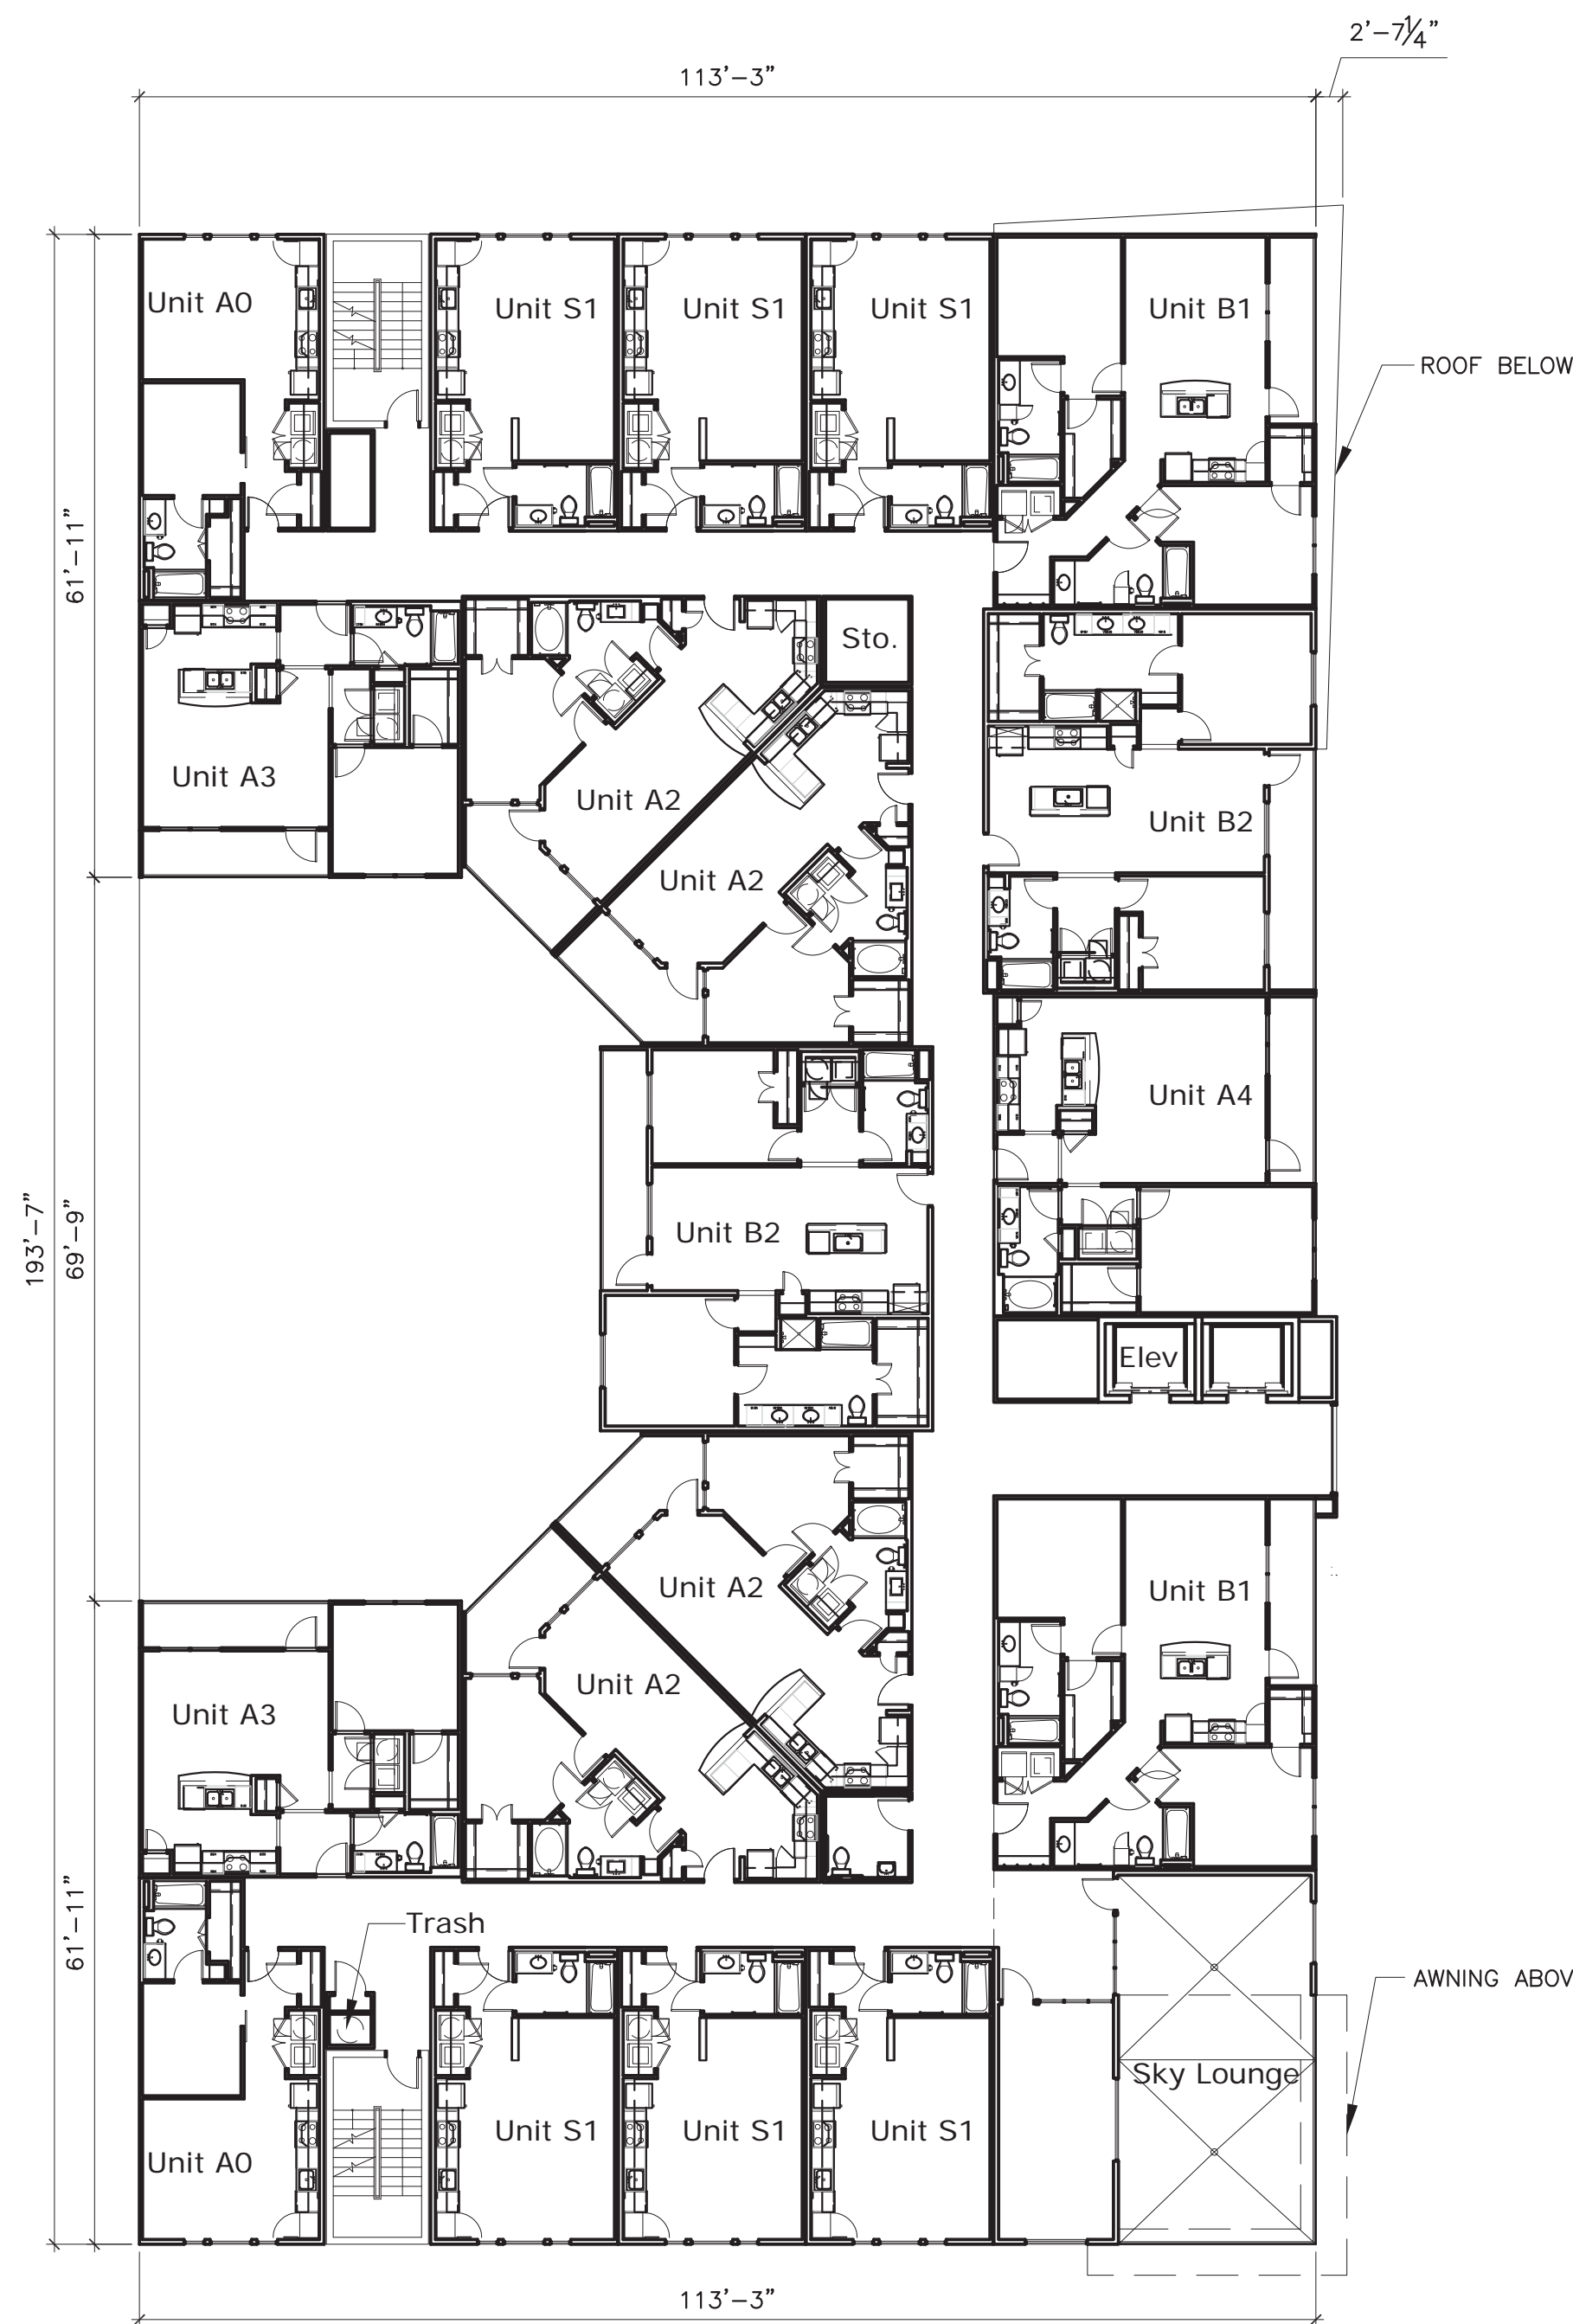 2'-7¼"
113'-3"
Unit A0
Unit S1
Unit S1
Unit S1
Unit B1
ROOF BELOW
61'-11"
Sto.
Unit A3
Unit A2
Unit B2
Unit A2
Unit A4
193'-7"
69'-9"
Unit B2
Elev
Unit A2
Unit B1
Unit A2
Unit A3
61'-11"
Trash
AWNING ABOV
Sky Lounge
Unit S1
Unit S1
Unit S1
Unit A0
113'-3"